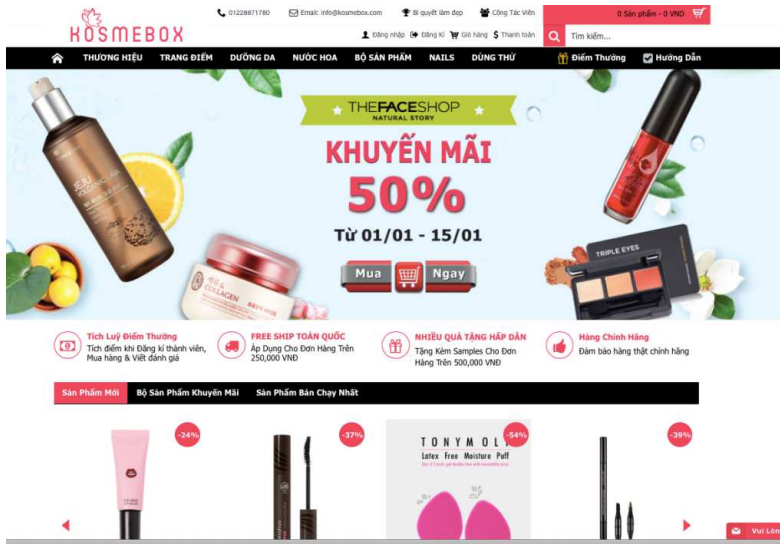 KOSMEBOX
01228871780
Email: info@kosmebox.com
Bí quyết làm đẹp
Cộng Tác Viên
0 Sản phẩm - 0 VND
Đăng nhập
Đăng Kí
Giỏ hàng
$ Thanh toán
Tìm kiếm...
THƯƠNG HIỆU
TRANG ĐIỂM
DƯỠNG DA
NƯỚC HOA
BỘ SẢN PHẨM
NAILS
DÙNG THỬ
Điểm Thưởng
Hướng Dẫn
THEFACESHOP
NATURAL STORY
KHUYẾN MÃI
50%
Từ 01/01 - 15/01
Mua Ngay
JEJU
VOLCANIC LAVA
COLLAGEN
TRIPLE EYES
Tích Luỹ Điểm Thưởng
Tích điểm khi Đăng kí thành viên,
Mua hàng & Viết đánh giá
FREE SHIP TOÀN QUỐC
Áp Dụng Cho Đơn Hàng Trên
250,000 VNĐ
NHIỀU QUÀ TẶNG HẤP DẪN
Tặng Kèm Samples Cho Đơn
Hàng Trên 500,000 VNĐ
Hàng Chính Hãng
Đảm bảo hàng thật chính hãng
Sản Phẩm Mới
Bộ Sản Phẩm Khuyến Mãi
Sản Phẩm Bán Chạy Nhất
-24%
-37%
-54%
-39%
TONYMOLY
Latex Free Moisture Puff
Vui Lòn